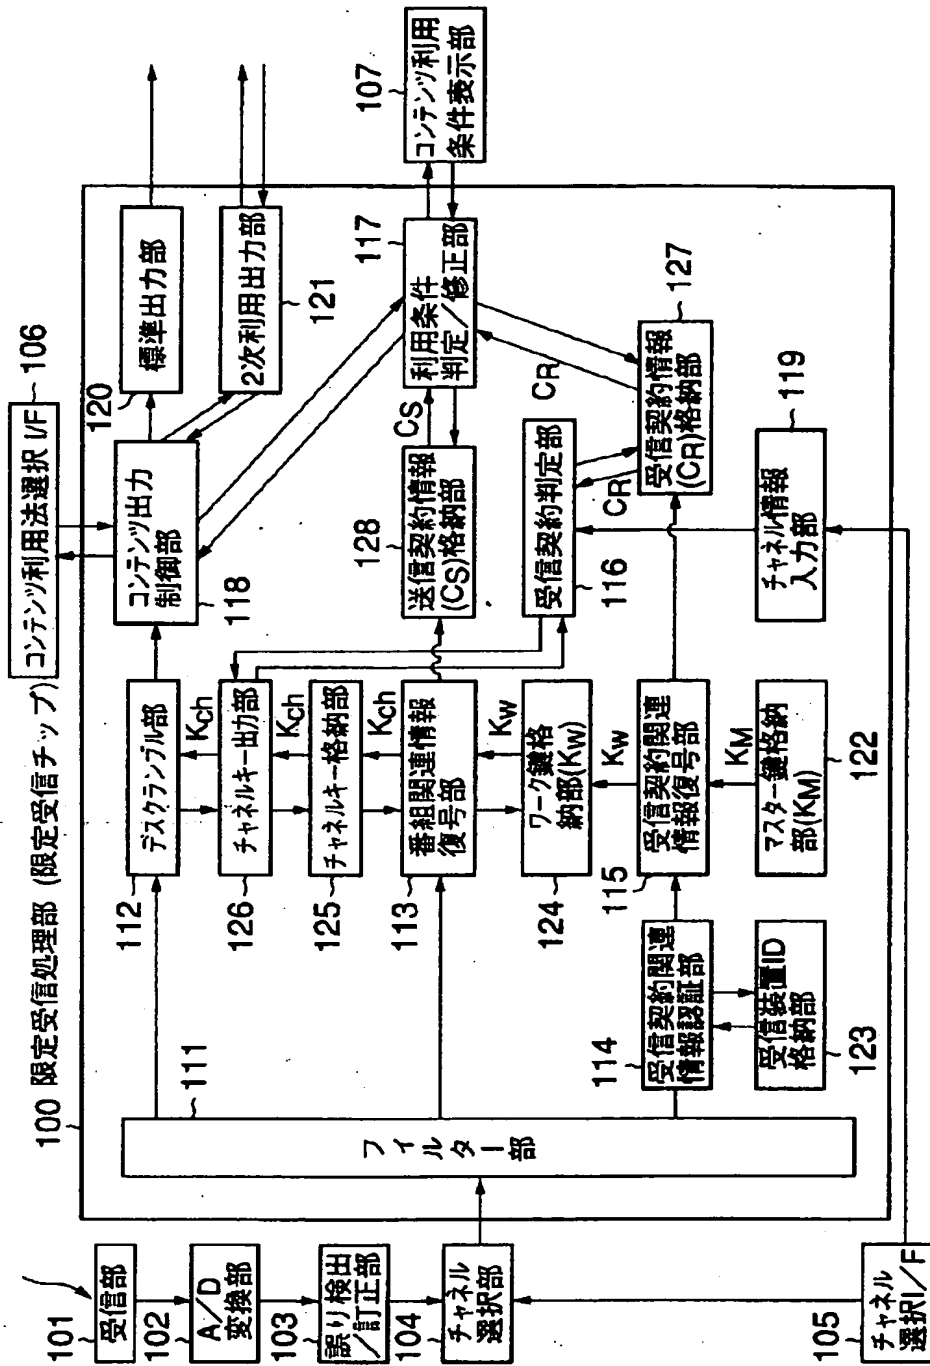 100 限定受信処理部 (限定受信チップ)
101
受信部
102
A/D
変換部
103
誤り検出
/訂正部
104
チャネル
選択部
105
チャネル
選択I/F
111
フィルター部
112
デスクランブル部
Kch
126
チャネルキー出力部
Kch
125
チャネルキー格納部
Kch
113
番組関連情報
復号部
Kw
124
ワーク鍵格
納部(Kw)
Kw
114
受信契約関連
情報認証部
115
受信契約関連
情報復号部
KM
123
受信装置ID
格納部
122
マスター鍵格納
部(KM)
コンテンツ利用法選択 I/F
106
118
コンテンツ出力
制御部
120
標準出力部
121
2次利用出力部
128
送信契約情報
(CS)格納部
CS
117
利用条件
判定/修正部
107
コンテンツ利用
条件表示部
116
受信契約判定部
CR
CR
127
受信契約情報
(CR)格納部
119
チャネル情報
入力部